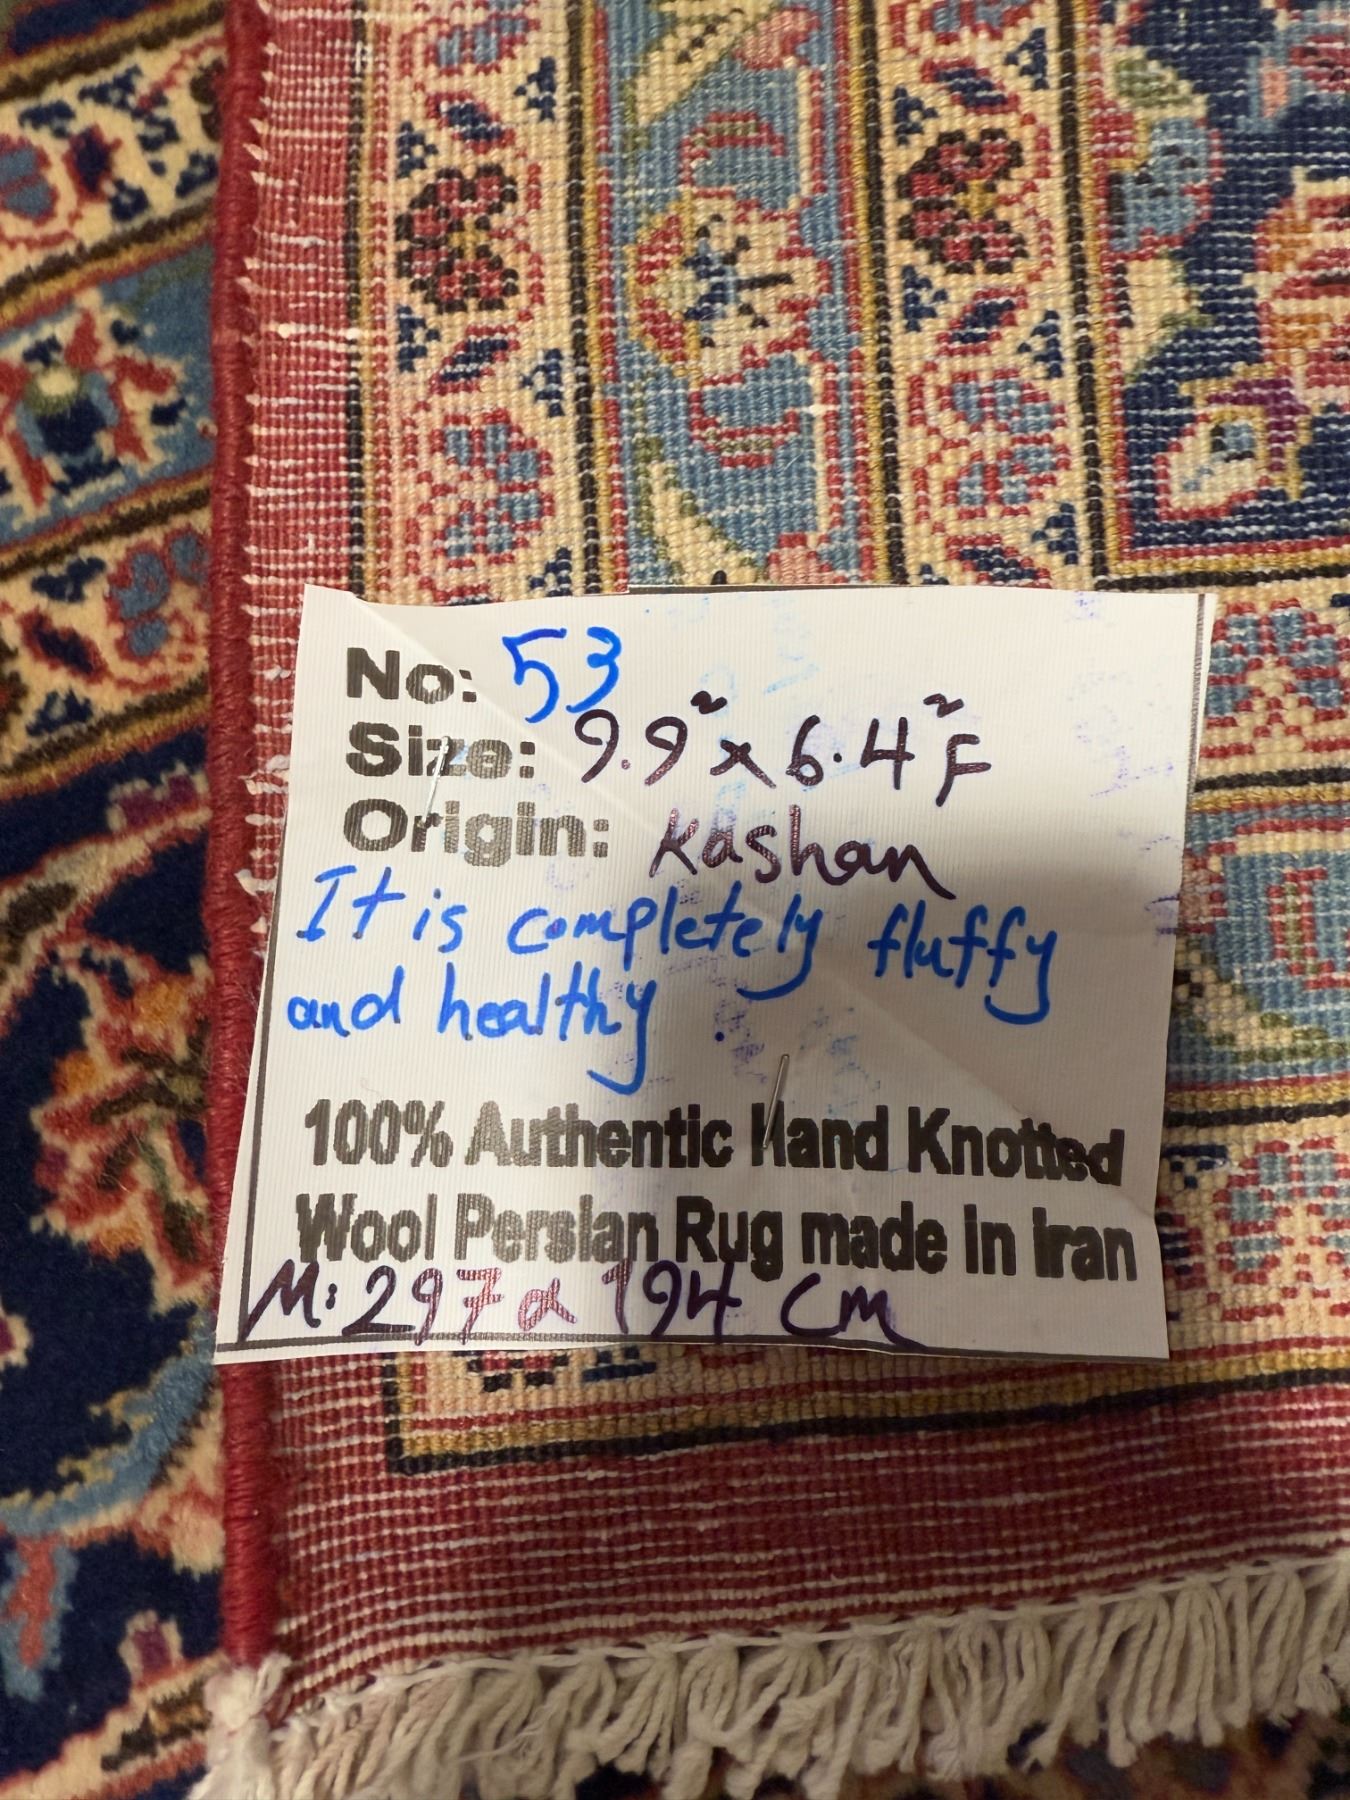 No: 53
Size: 9.9" x 6.4" F
Origin: Kashan
It is completely fluffy
and healthy.
100% Authentic Hand Knotted
Wool Persian Rug made in Iran
M: 297 x 194 cm